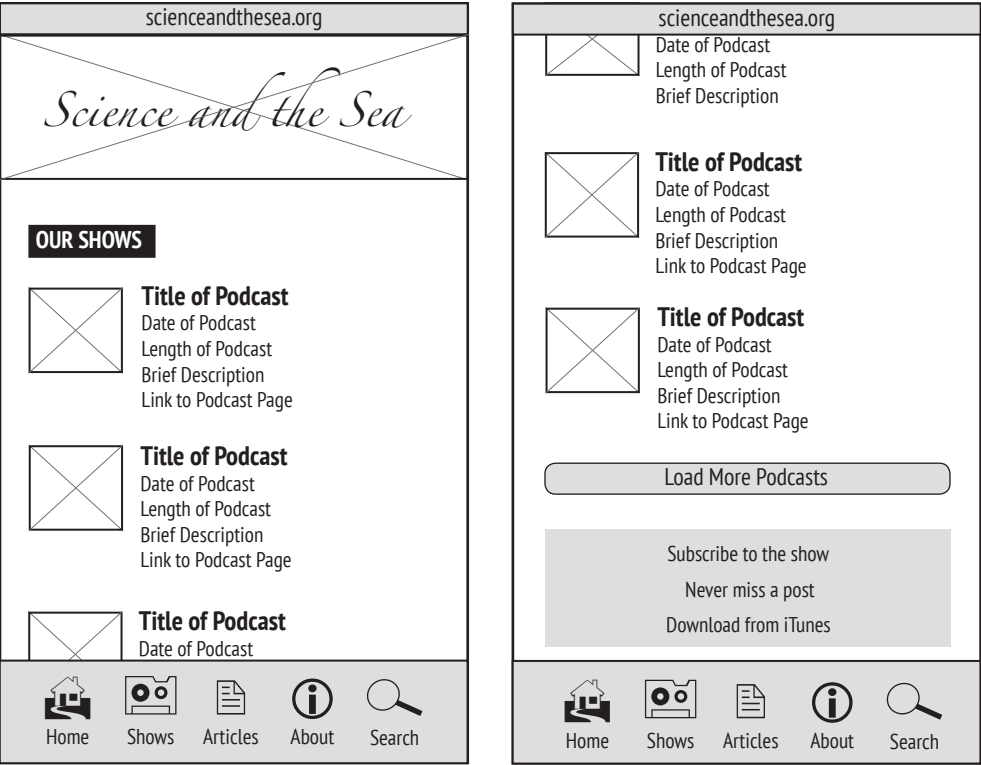 scienceandthesea.org
Science and the Sea
OUR SHOWS
Title of Podcast
Date of Podcast
Length of Podcast
Brief Description
Link to Podcast Page
Title of Podcast
Date of Podcast
Length of Podcast
Brief Description
Link to Podcast Page
Title of Podcast
Date of Podcast
Home Shows Articles About Search
scienceandthesea.org
Date of Podcast
Length of Podcast
Brief Description
Title of Podcast
Date of Podcast
Length of Podcast
Brief Description
Link to Podcast Page
Title of Podcast
Date of Podcast
Length of Podcast
Brief Description
Link to Podcast Page
Load More Podcasts
Subscribe to the show
Never miss a post
Download from iTunes
Home Shows Articles About Search